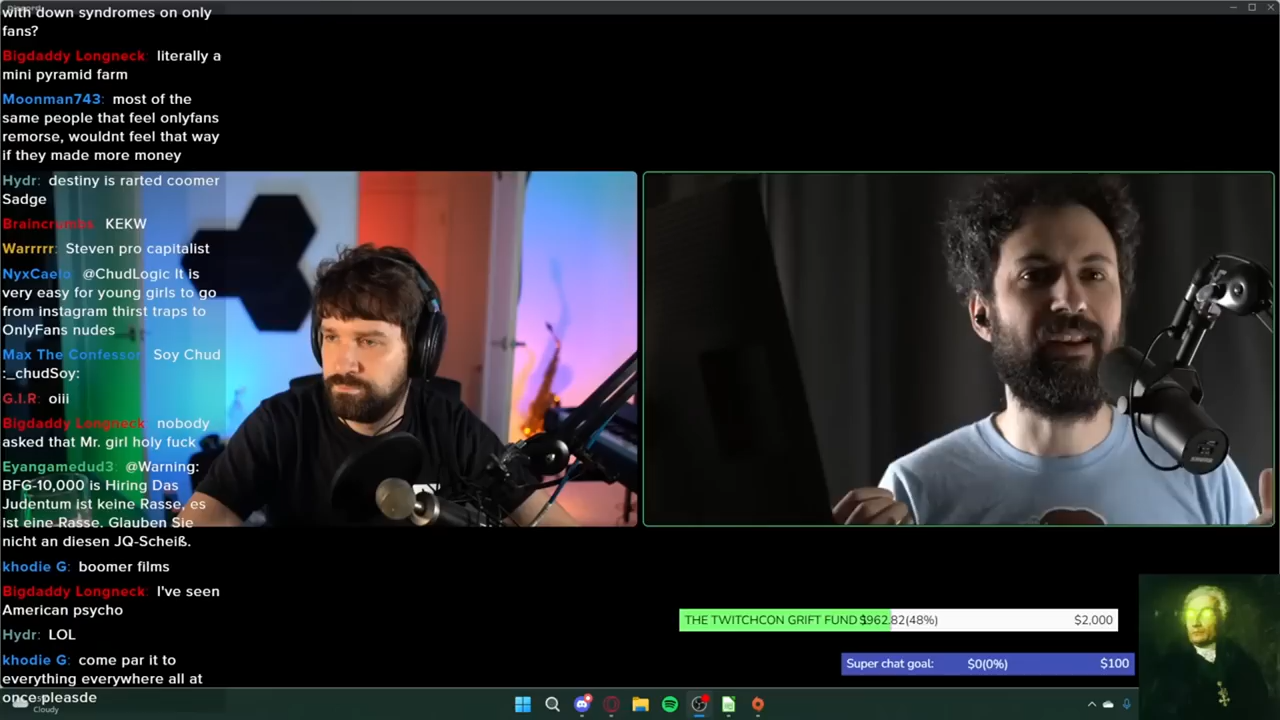 with down syndromes on only
fans?
Bigdaddy Longneck: literally a
mini pyramid farm
Moonman743: most of the
same people that feel onlyfans
remorse, wouldnt feel that way
if they made more money
Hydr: destiny is rarted coomer
Sadge
Braincrumbs KEKW
Warrrrr: Steven pro capitalist
NyxCaelo: @ChudLogic It is
very easy for young girls to go
from instagram thirst traps to
OnlyFans nudes
Max The Confessor: Soy Chud
:_chudSoy:
G.I.R: oiii
Bigdaddy Longneck: nobody
asked that Mr. girl holy fuck
Eyangamedud3: @Warning:
BFG-10,000 is Hiring Das
Judentum ist keine Rasse, es
ist eine Rasse. Glauben Sie
nicht an diesen JQ-Scheiß.
khodie G: boomer films
Bigdaddy Longneck: I've seen
American psycho
Hydr: LOL
khodie G: come par it to
everything everywhere all at
once pleasde
Cloudy
THE TWITCHCON GRIFT FUND $962.82(48%) $2,000
Super chat goal: $0(0%) $100